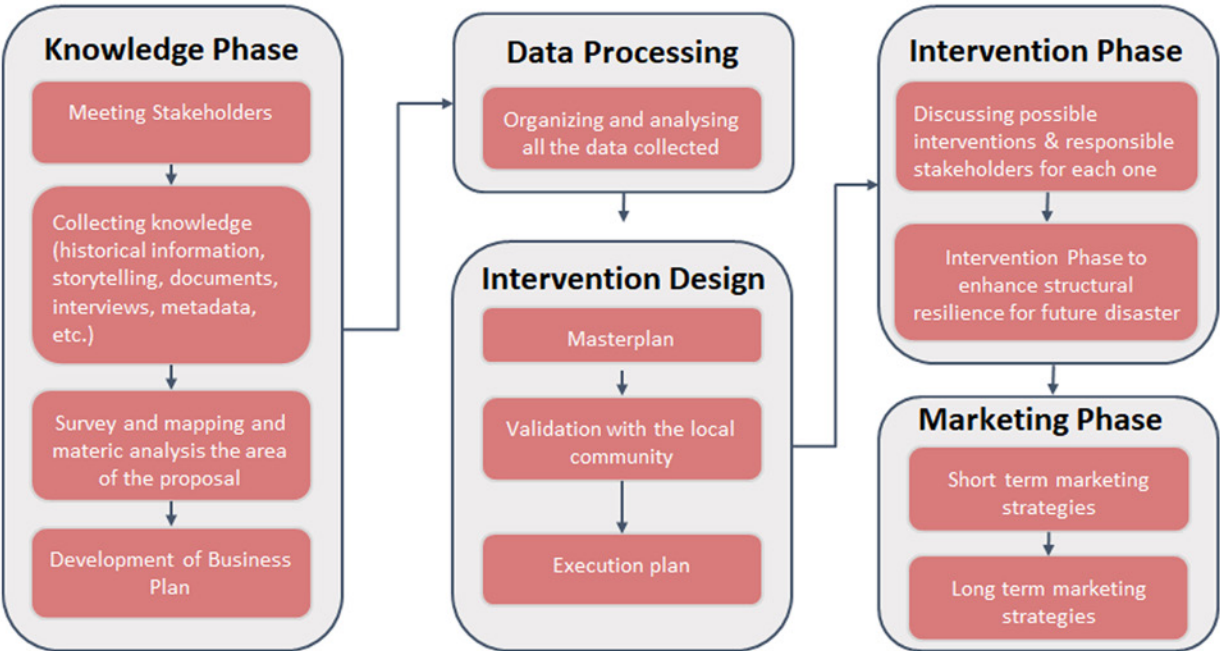 Knowledge Phase
Meeting Stakeholders
Collecting knowledge
(historical information,
storytelling, documents,
interviews, metadata,
etc.)
Survey and mapping and
materic analysis the area
of the proposal
Development of Business
Plan
Data Processing
Organizing and analysing
all the data collected
Intervention Design
Masterplan
Validation with the local
community
Execution plan
Intervention Phase
Discussing possible
interventions & responsible
stakeholders for each one
Intervention Phase to
enhance structural
resilience for future disaster
Marketing Phase
Short term marketing
strategies
Long term marketing
strategies